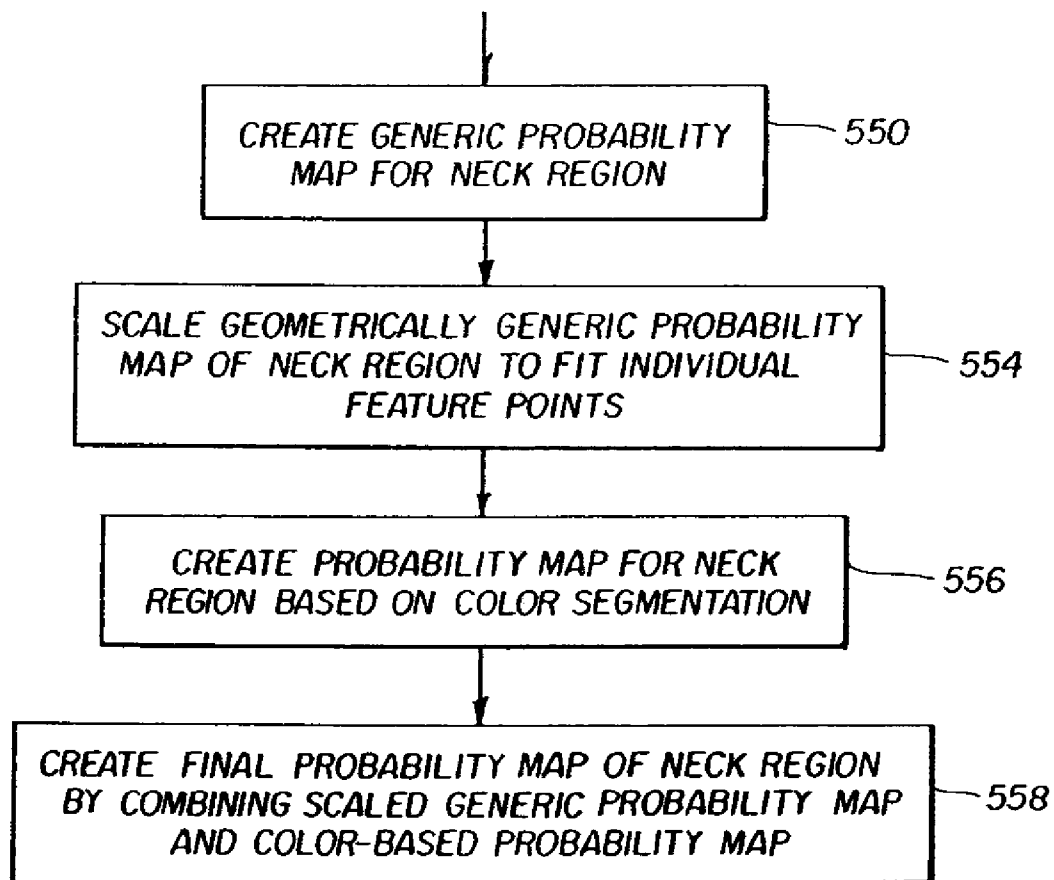 CREATE GENERIC PROBABILITY
MAP FOR NECK REGION
550
SCALE GEOMETRICALLY GENERIC PROBABILITY
MAP OF NECK REGION TO FIT INDIVIDUAL
FEATURE POINTS
554
CREATE PROBABILITY MAP FOR NECK
REGION BASED ON COLOR SEGMENTATION
556
CREATE FINAL PROBABILITY MAP OF NECK REGION
BY COMBINING SCALED GENERIC PROBABILITY MAP
AND COLOR-BASED PROBABILITY MAP
558